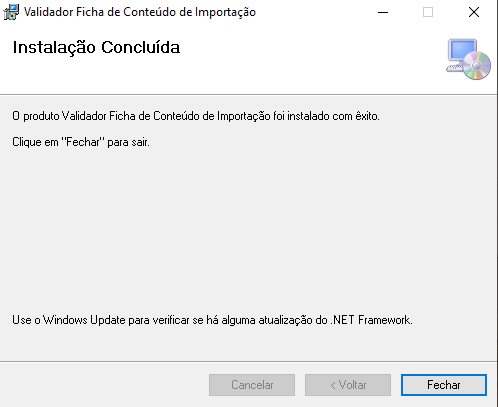 Validador Ficha de Conteúdo de Importação
Instalação Concluída
O produto Validador Ficha de Conteúdo de Importação foi instalado com êxito.
Clique em "Fechar" para sair.
Use o Windows Update para verificar se há alguma atualização do .NET Framework.
Cancelar
< Voltar
Fechar